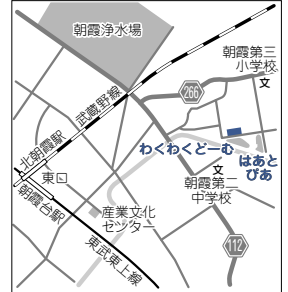 朝霞浄水場
朝霞第三
小学校
文
266
武蔵野線
わくわくどーむ
はあと
ぴあ
北朝霞駅
東口
文
朝霞第二
中学校
朝霞台駅
産業文化
センター
東武東上線
112